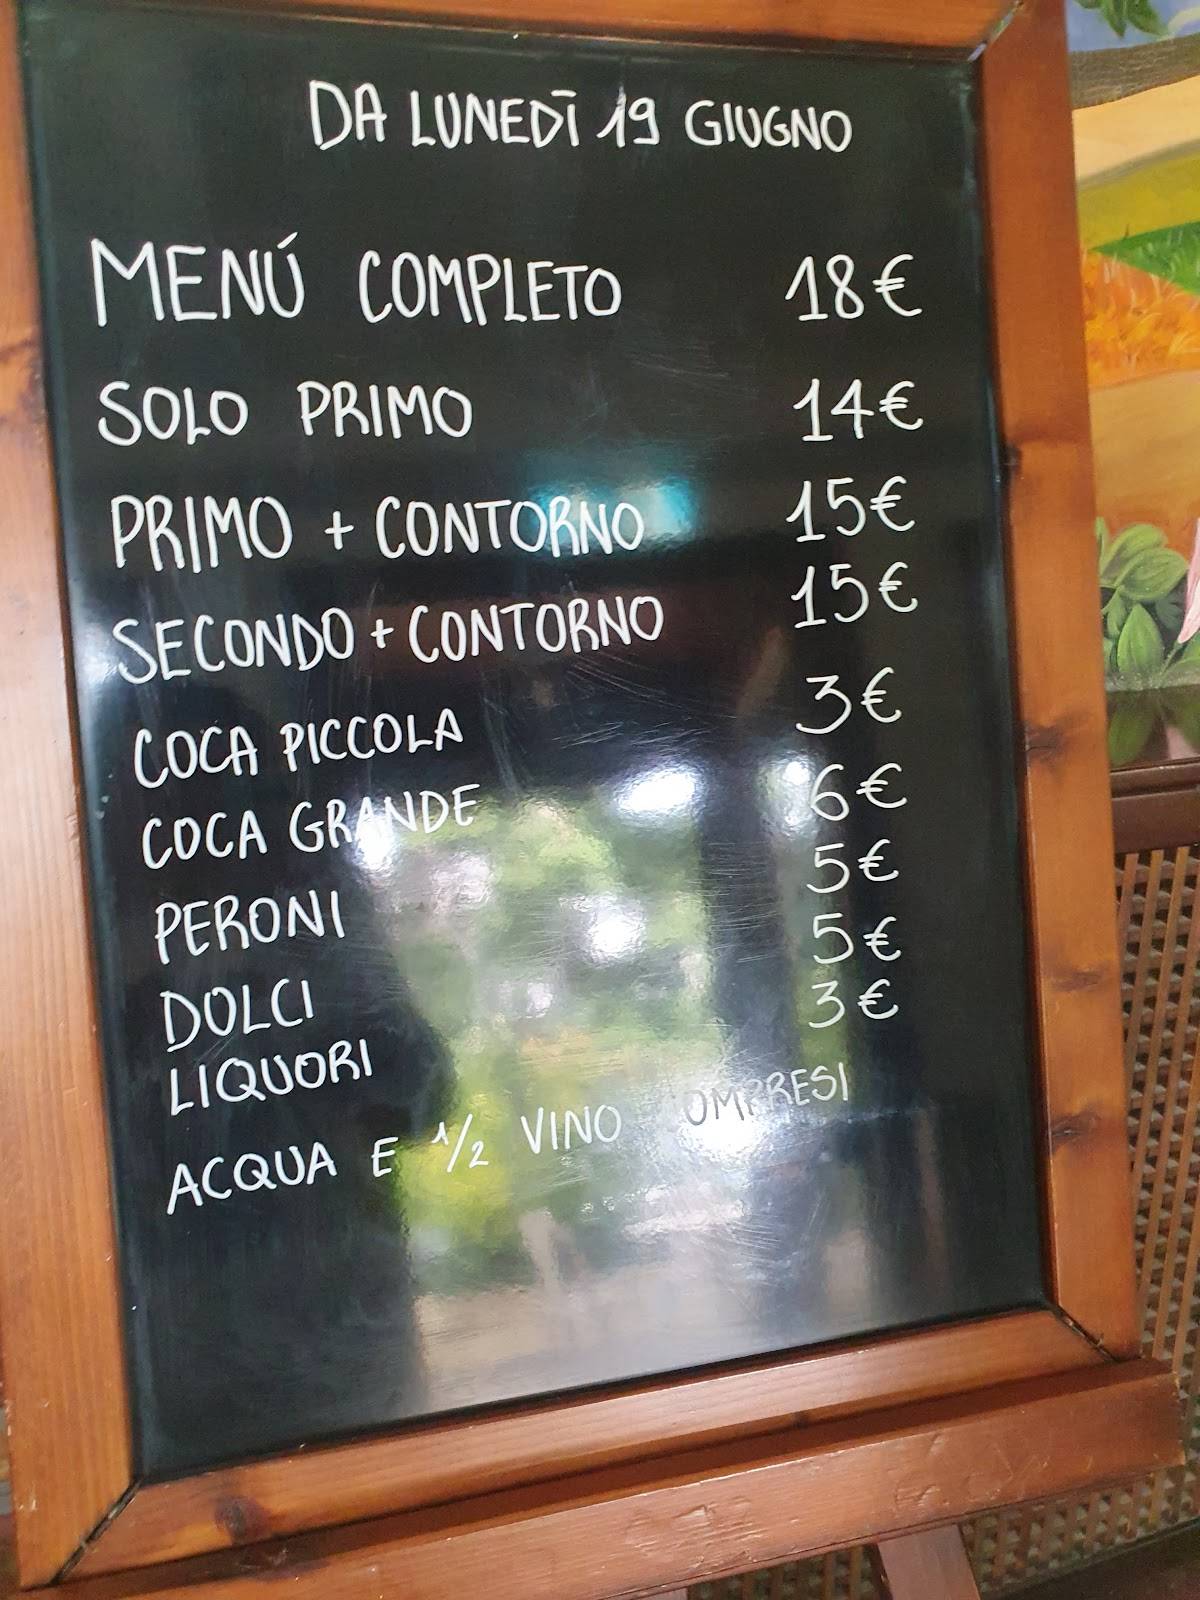 DA LUNEDÌ 19 GIUGNO
MENÚ COMPLETO 18€
SOLO PRIMO 14€
PRIMO + CONTORNO 15€
SECONDO + CONTORNO 15€
COCA PICCOLA 3€
COCA GRANDE 6€
PERONI 5€
DOLCI 5€
LIQUORI 3€
ACQUA E 1/2 VINO COMPRESI